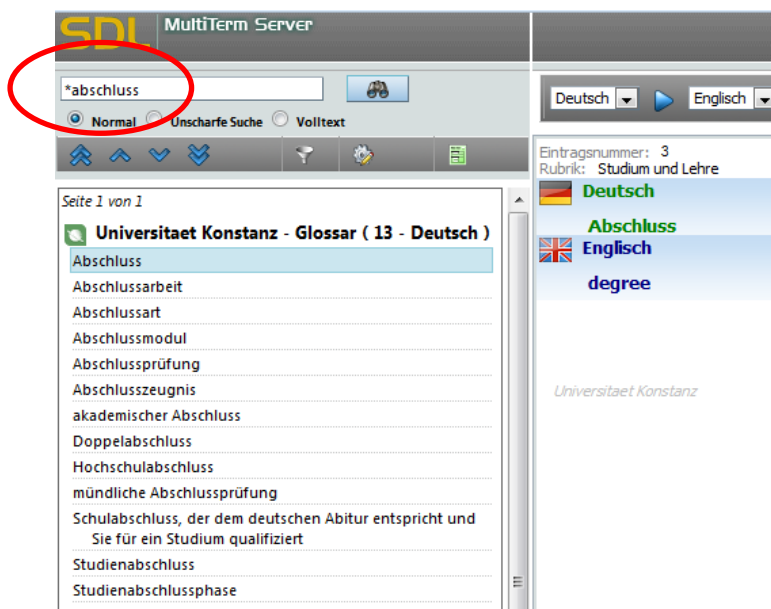 SDL MultiTerm Server
*abschluss
Normal Unscharfe Suche Volltext
Seite 1 von 1
Universitaet Konstanz - Glossar ( 13 - Deutsch )
Abschluss
Abschlussarbeit
Abschlussart
Abschlussmodul
Abschlussprüfung
Abschlusszeugnis
akademischer Abschluss
Doppelabschluss
Hochschulabschluss
mündliche Abschlussprüfung
Schulabschluss, der dem deutschen Abitur entspricht und
Sie für ein Studium qualifiziert
Studienabschluss
Studienabschlussphase
Deutsch Englisch
Eintragsnummer: 3
Rubrik: Studium und Lehre
Deutsch
Abschluss
Englisch
degree
Universitaet Konstanz